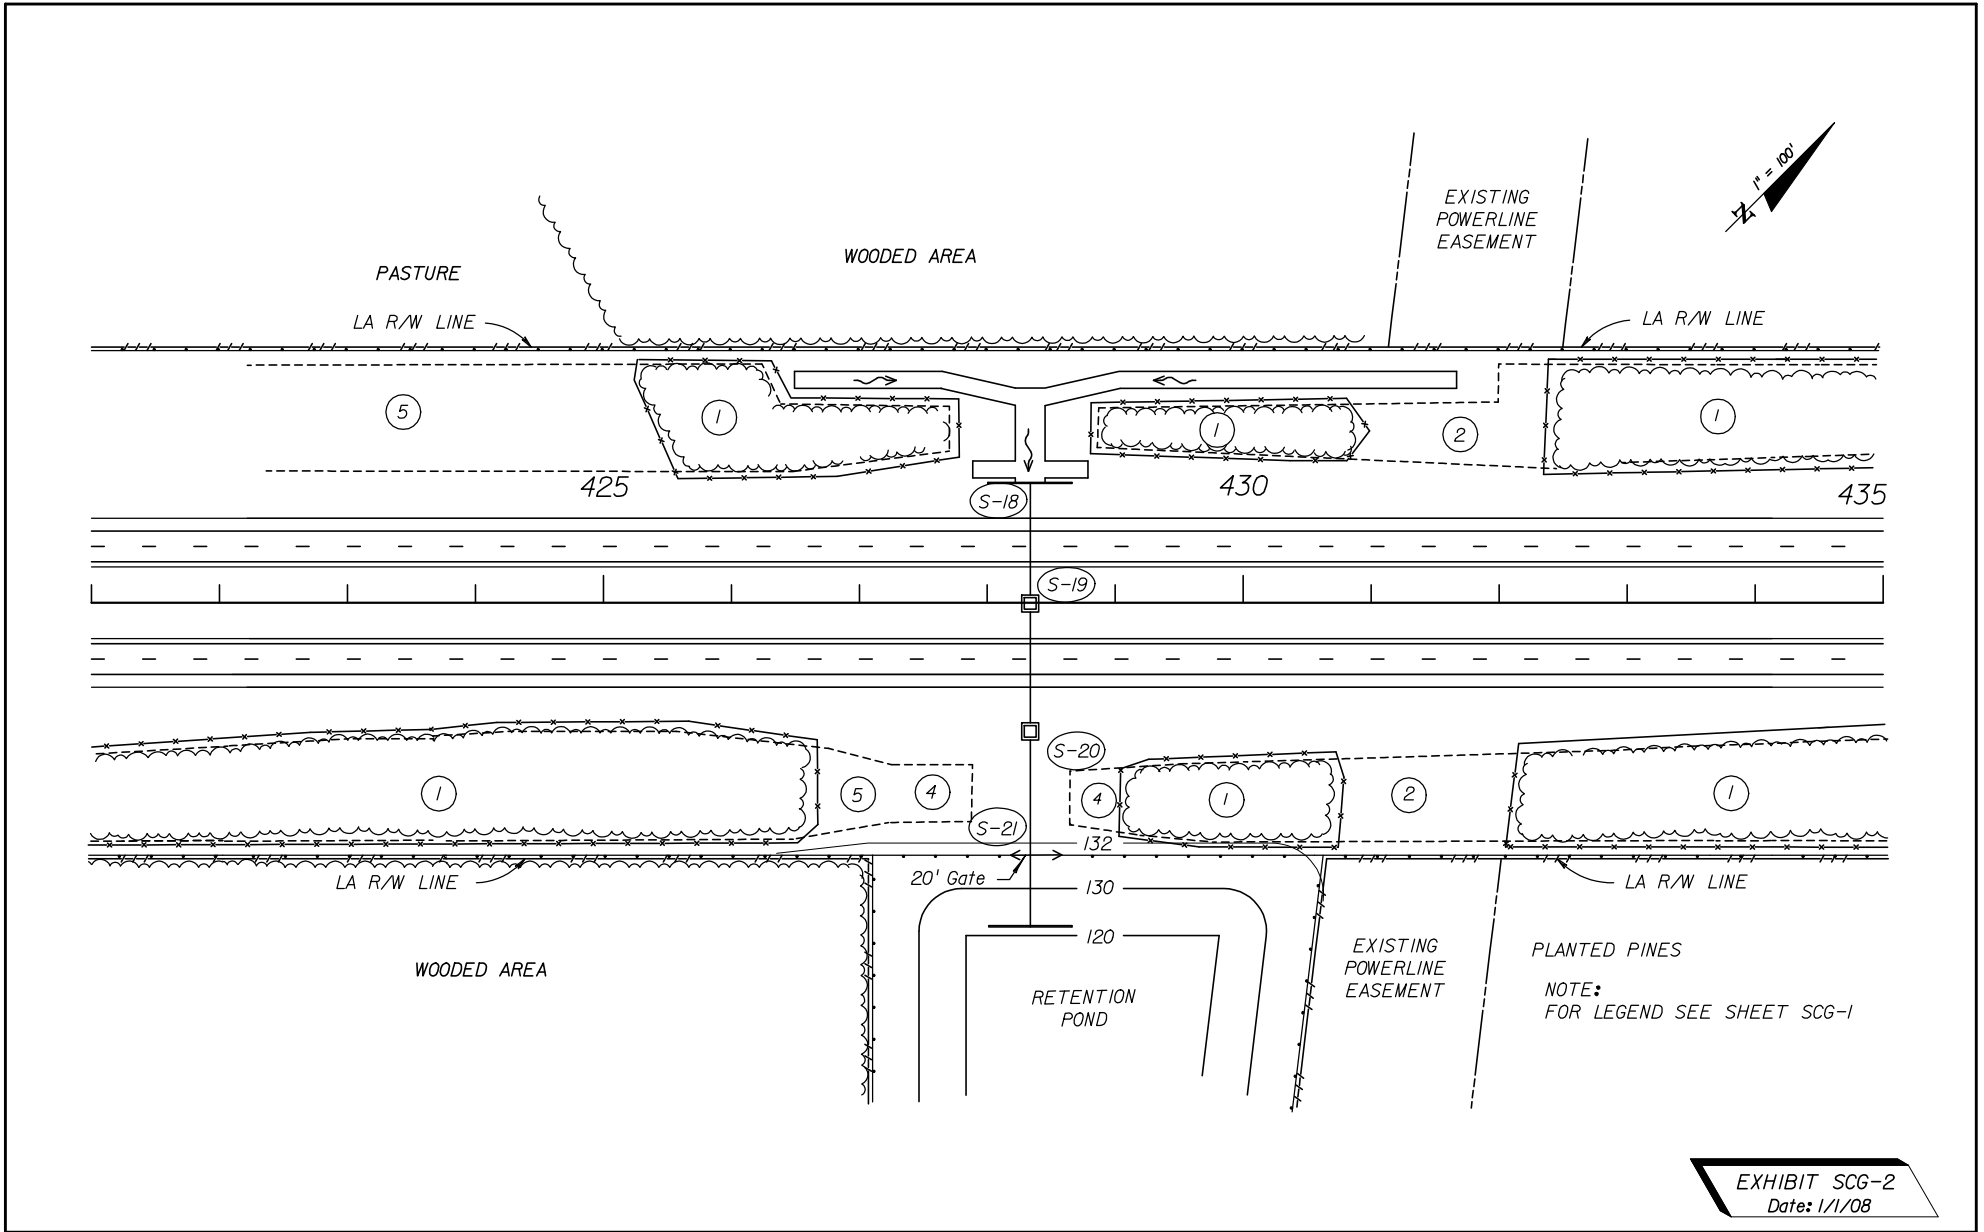 1" = 100'
N
EXISTING
POWERLINE
EASEMENT
WOODED AREA
PASTURE
LA R/W LINE
LA R/W LINE
5
1
1
2
1
425
S-18
430
435
S-19
S-20
1
5
4
4
1
2
1
S-21
132
LA R/W LINE
20' Gate
130
LA R/W LINE
120
WOODED AREA
RETENTION
POND
EXISTING
POWERLINE
EASEMENT
PLANTED PINES
NOTE:
FOR LEGEND SEE SHEET SCG-1
EXHIBIT SCG-2
Date: 1/1/08